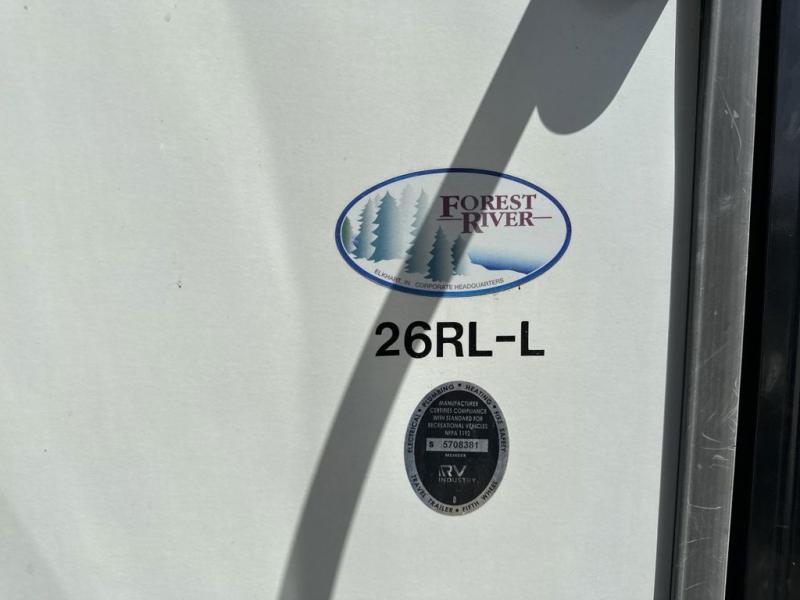 FOREST
RIVER
ELKHART IN CORPORATE HEADQUARTERS
26RL-L
ELECTRICAL • PLUMBING • HEATING • FIRE SAFETY
MANUFACTURER
CERTIFIES COMPLIANCE
WITH STANDARD FOR
RECREATIONAL VEHICLES
NFPA 1192
S 5708381
MEMBER
RV
INDUSTRY
TRAVEL TRAILER • FIFTH WHEEL